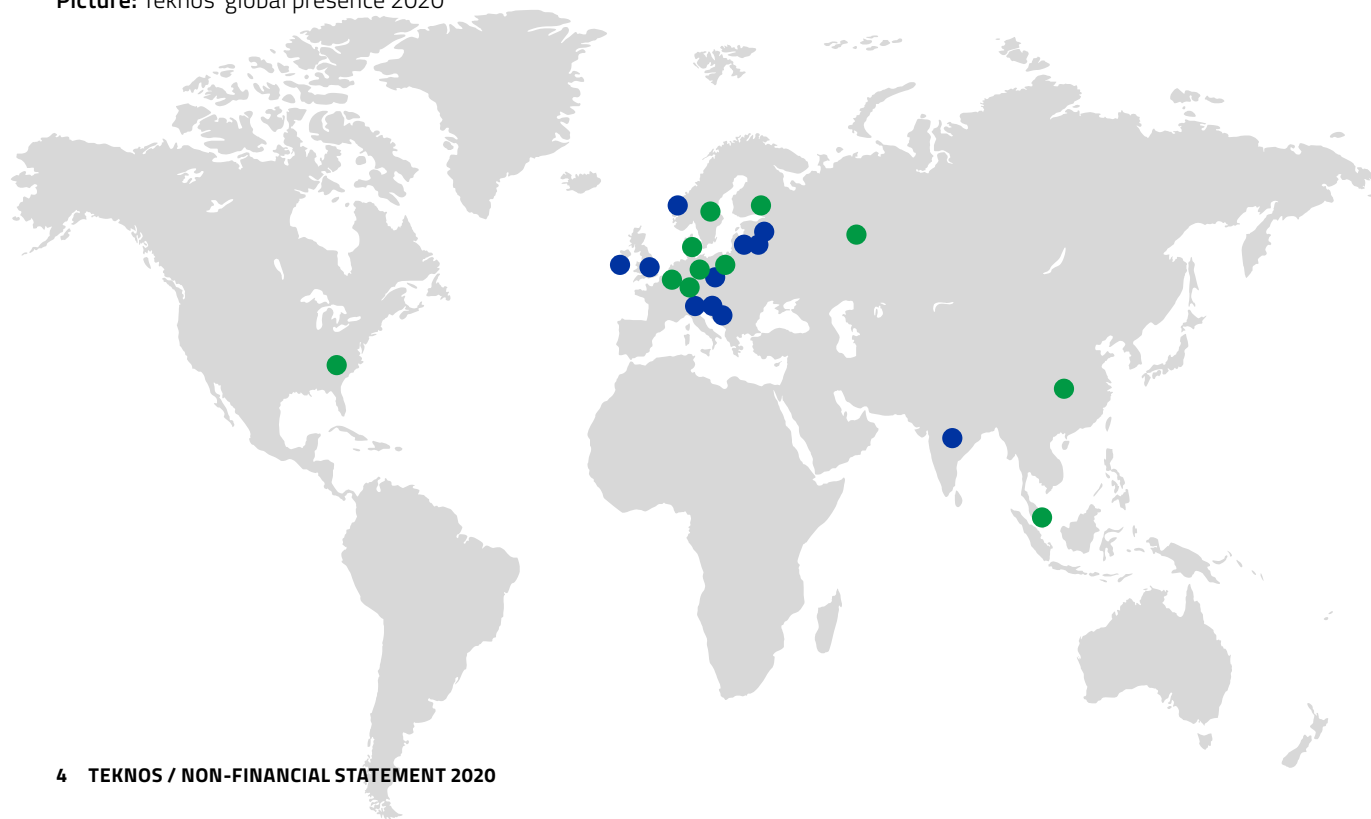 Picture: Teknos' global presence 2020
4 TEKNOS / NON-FINANCIAL STATEMENT 2020